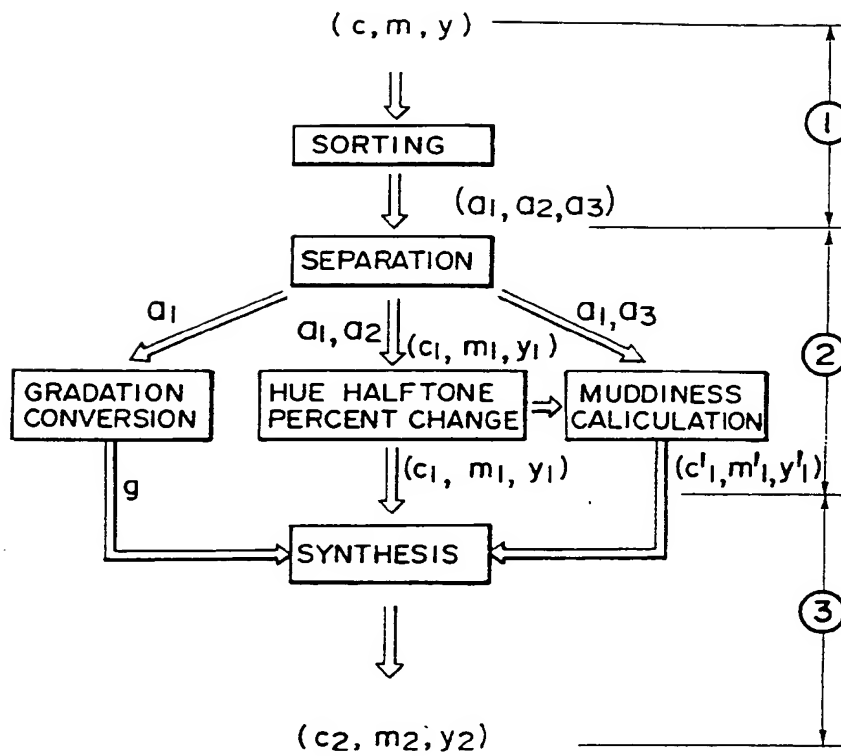 (c, m, y)
①
SORTING
(a1, a2, a3)
SEPARATION
a1
a1, a2
a1, a3
(c1, m1, y1)
②
GRADATION
CONVERSION
HUE HALFTONE
PERCENT CHANGE
MUDDINESS
CALICULATION
g
(c1, m1, y1)
(c'1, m'1, y'1)
SYNTHESIS
③
(c2, m2, y2)